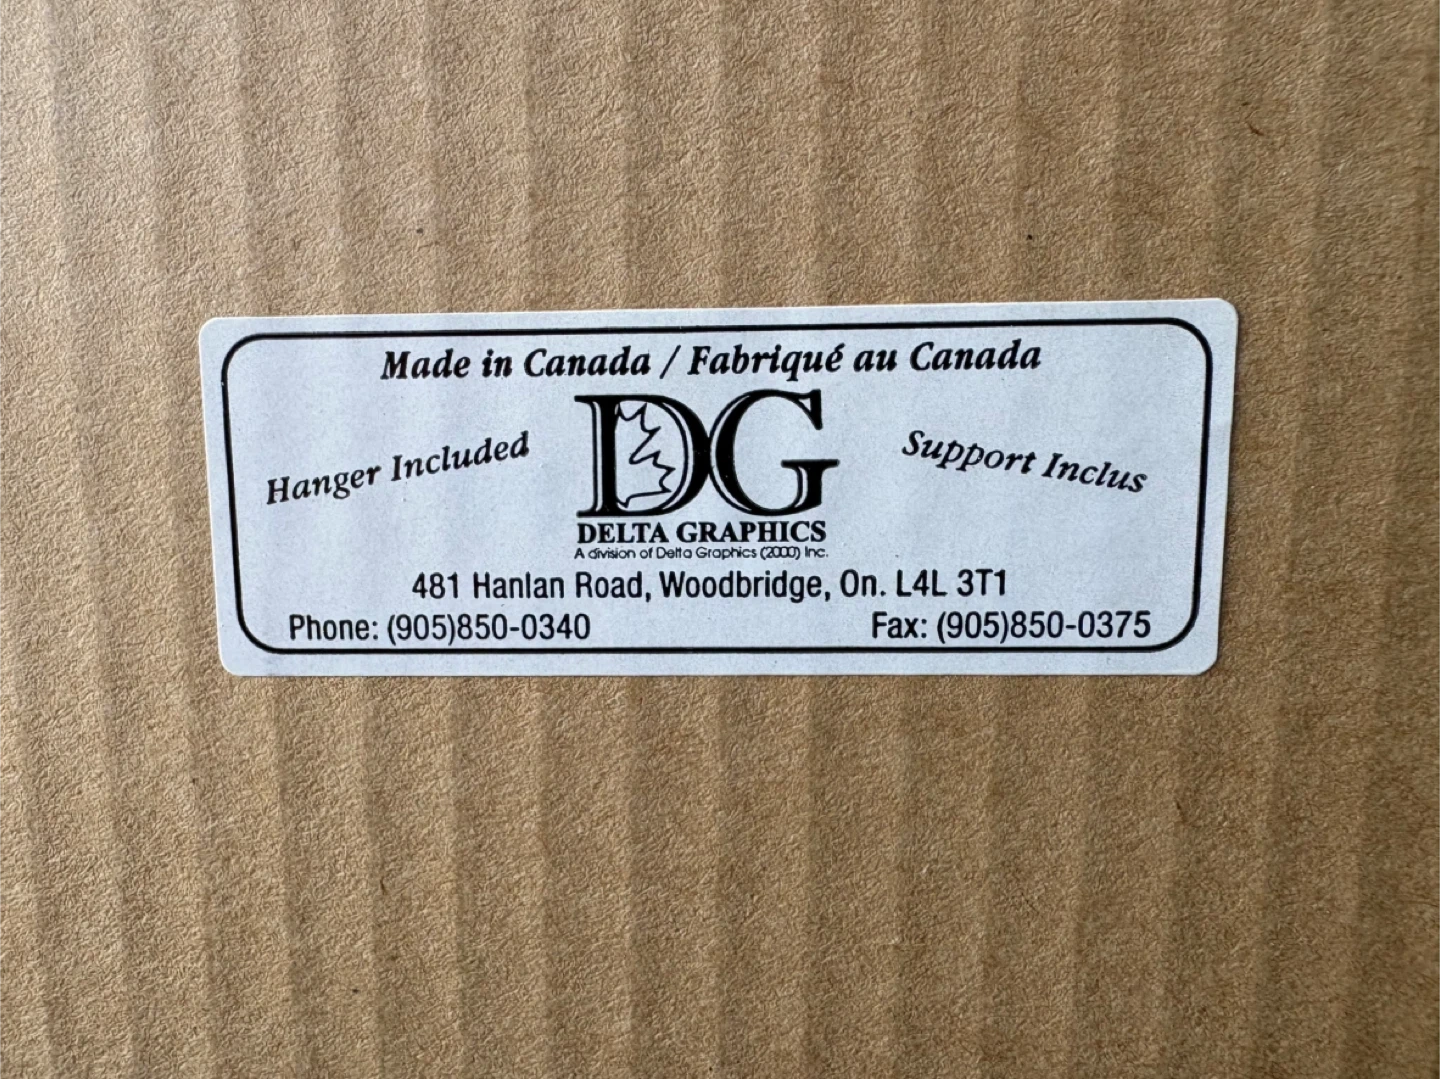 Made in Canada / Fabriqué au Canada
Hanger Included
DG
Support Inclus
DELTA GRAPHICS
A division of Delta Graphics (2000) Inc.
481 Hanlan Road, Woodbridge, On. L4L 3T1
Phone: (905)850-0340 Fax: (905)850-0375